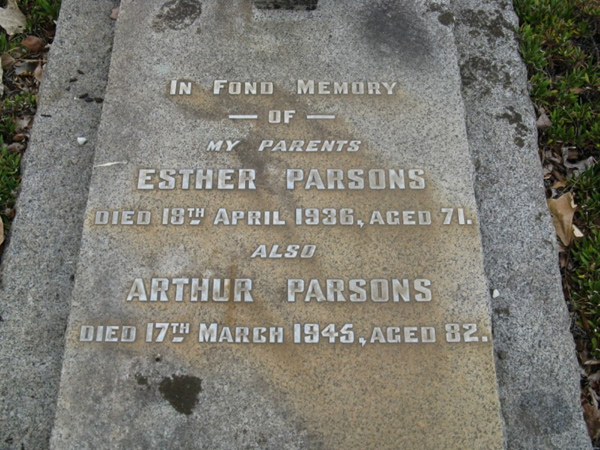 In Fond Memory
— OF —
MY PARENTS
ESTHER PARSONS
DIED 18TH APRIL 1936, AGED 71.
ALSO
ARTHUR PARSONS
DIED 17TH MARCH 1945, AGED 82.